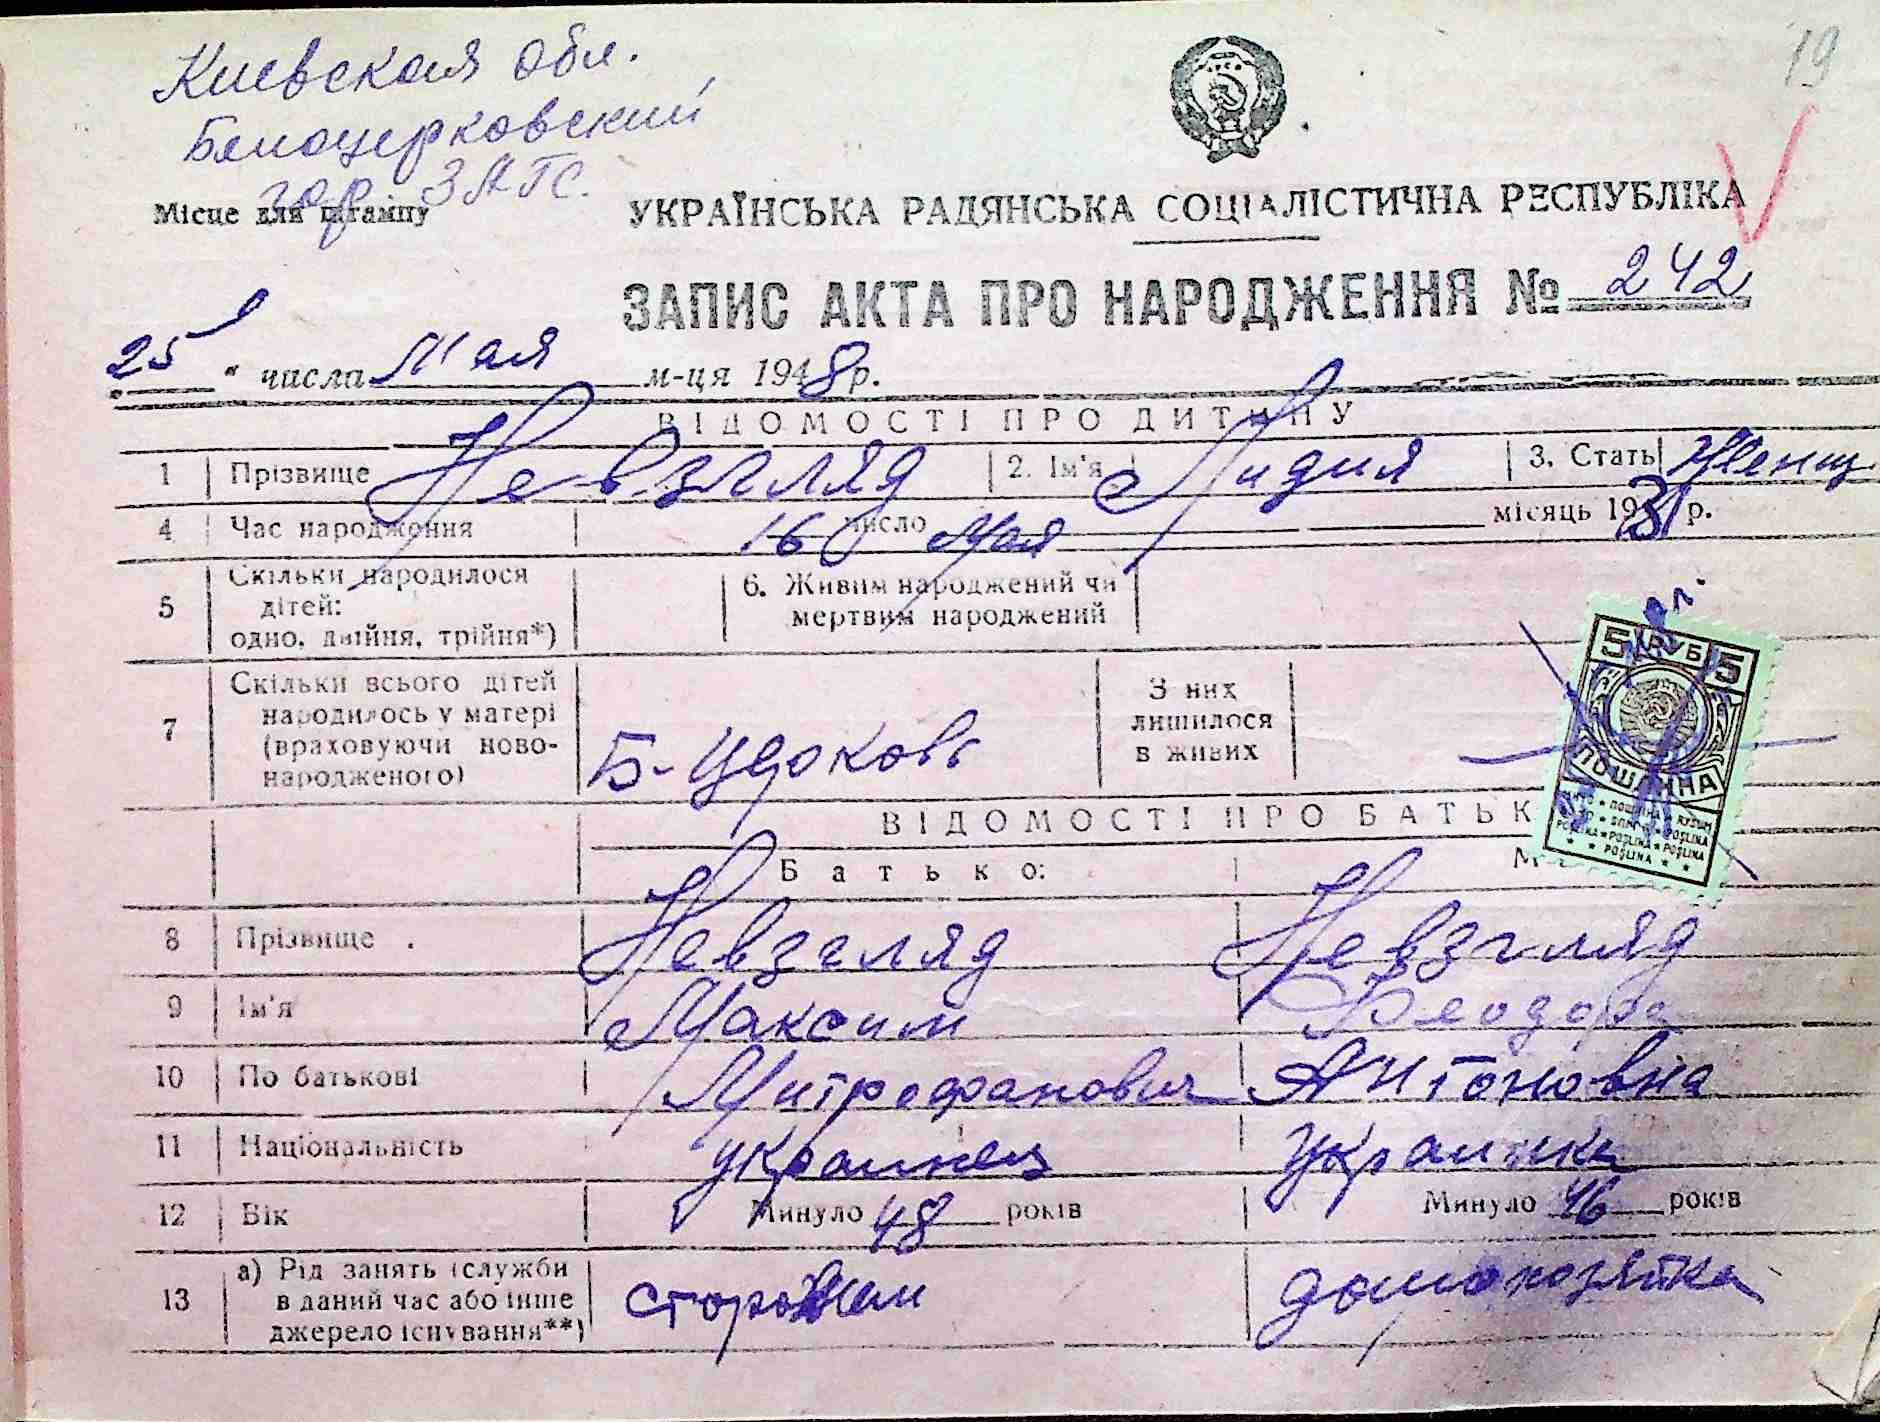 19
Киевская обл.
Белоцерковский
гор ЗАГС.
Місце для штампу
УКРАЇНСЬКА РАДЯНСЬКА СОЦІАЛІСТИЧНА РЕСПУБЛІКА
ЗАПИС АКТА ПРО НАРОДЖЕННЯ № 242
25 " числа Мая м-ця 1948 р.
ВІДОМОСТІ ПРО ДИТИНУ
1 Прізвище Невзгляд 2. Ім'я Лидия 3. Стать Женщ
4 Час народження 16 число Мая місяць 1931 р.
5 Скільки народилося дітей: одно, двійня, трійня*) 6. Живим народжений чи мертвим народжений
7 Скільки всього дітей народилось у матері (враховуючи ново-народженого) Б-Церковь З них лишилося в живих
5 РУБ 5
ПОШЛИНА
ВІДОМОСТІ ПРО БАТЬК
Батько:
8 Прізвище . Невзгляд Невзгляд
9 Ім'я Максим Феодора
10 По батькові Митрофанович Антоновна
11 Національність украинец Украинка
12 Вік Минуло 48 років Минуло 46 років
13 а) Рід занять (служби в даний час або інше джерело існування**) сторожем домохозяйка